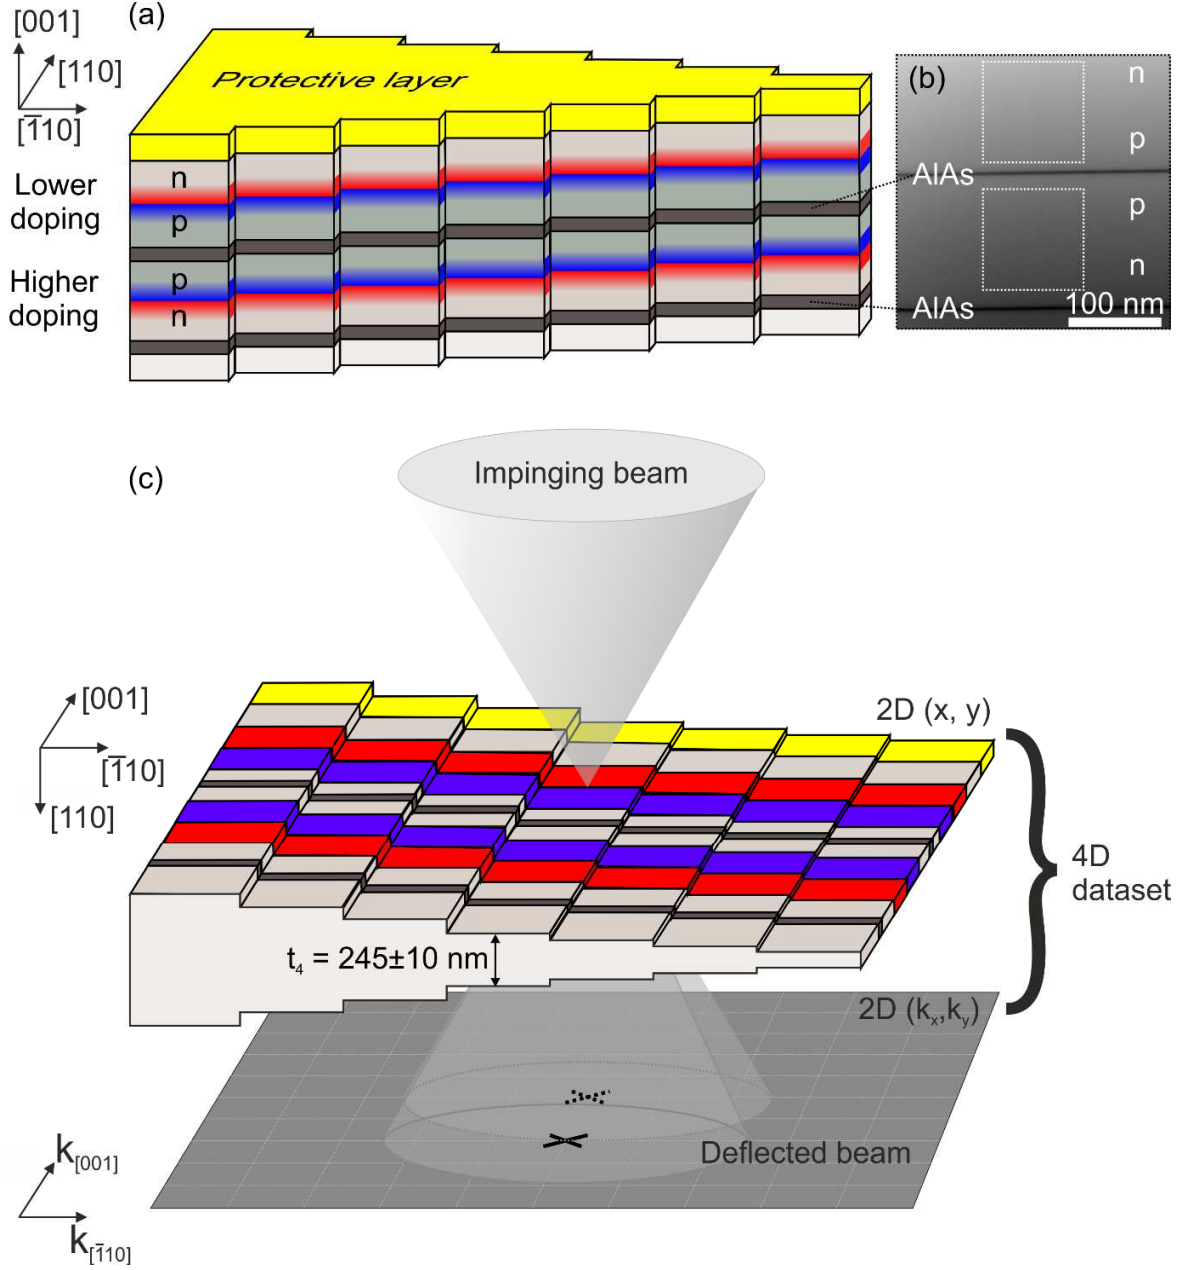 (a)
[001]
[110]
[1̅10]
Protective layer
Lower
doping
n
p
Higher
doping
p
n
(b)
n
p
AlAs
p
n
AlAs
100 nm
(c)
Impinging beam
[001]
[1̅10]
[110]
2D (x, y)
4D
dataset
t₄ = 245±10 nm
2D (kₓ,kᵧ)
Deflected beam
k[001]
k[1̅10]